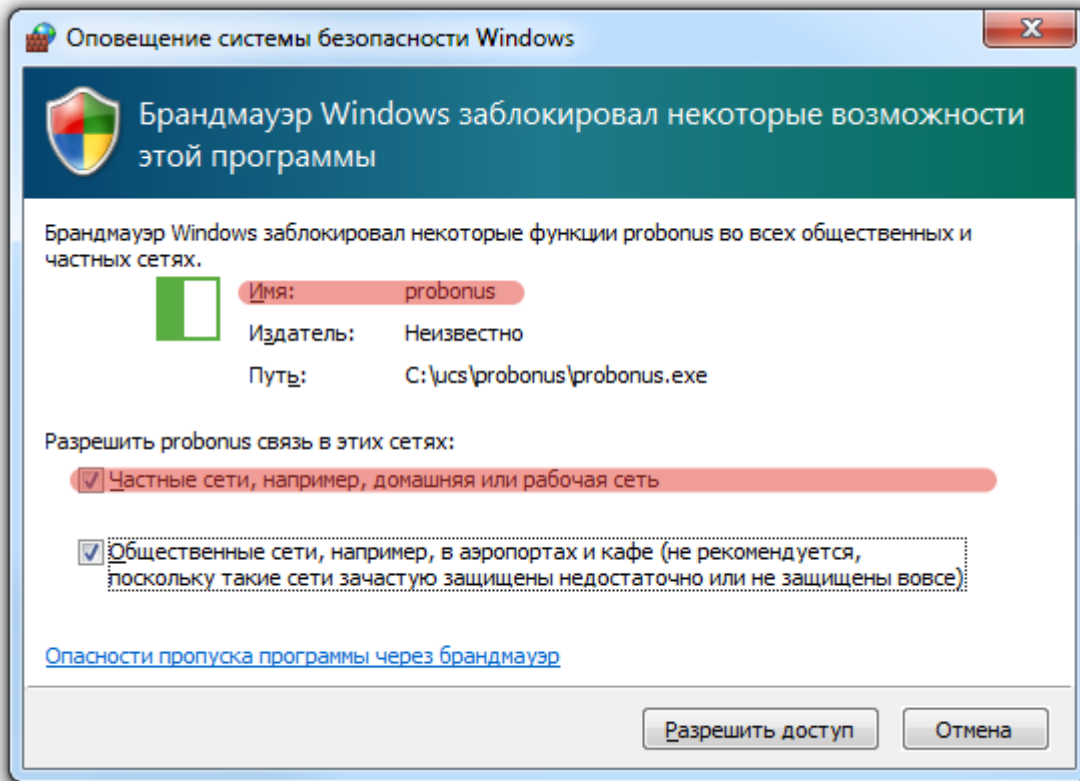 Оповещение системы безопасности Windows
Брандмауэр Windows заблокировал некоторые возможности
этой программы
Брандмауэр Windows заблокировал некоторые функции probonus во всех общественных и
частных сетях.
Имя: probonus
Издатель: Неизвестно
Путь: C:\ucs\probonus\probonus.exe
Разрешить probonus связь в этих сетях:
Частные сети, например, домашняя или рабочая сеть
Общественные сети, например, в аэропортах и кафе (не рекомендуется,
поскольку такие сети зачастую защищены недостаточно или не защищены вовсе)
Опасности пропуска программы через брандмауэр
Разрешить доступ Отмена